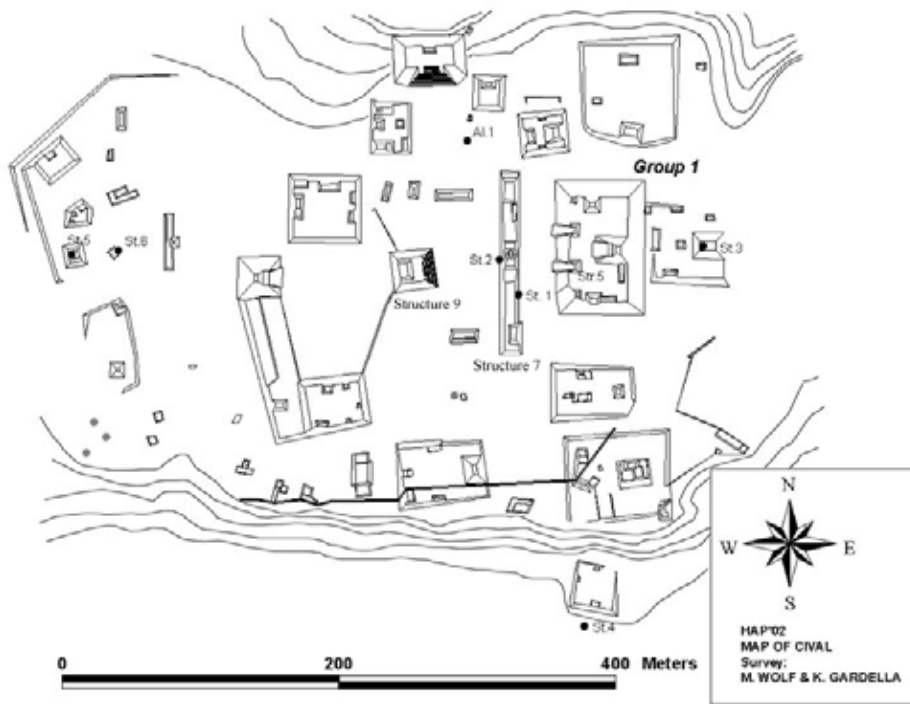 Al.1
Group 1
St.5
St.6
St.3
St.2
Str.5
St. 1
Structure 9
Structure 7
N
W E
S
St.4
HAP'02
MAP OF CIVAL
Survey:
M. WOLF & K. GARDELLA
0 200 400 Meters